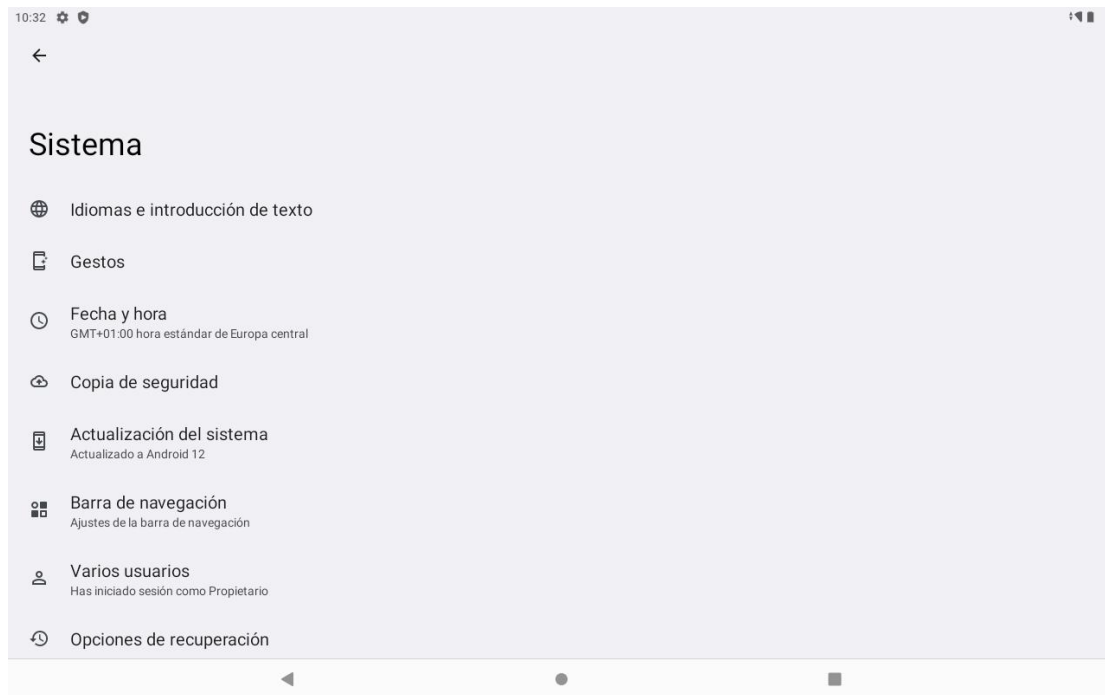 10:32
Sistema
Idiomas e introducción de texto
Gestos
Fecha y hora
GMT+01:00 hora estándar de Europa central
Copia de seguridad
Actualización del sistema
Actualizado a Android 12
Barra de navegación
Ajustes de la barra de navegación
Varios usuarios
Has iniciado sesión como Propietario
Opciones de recuperación